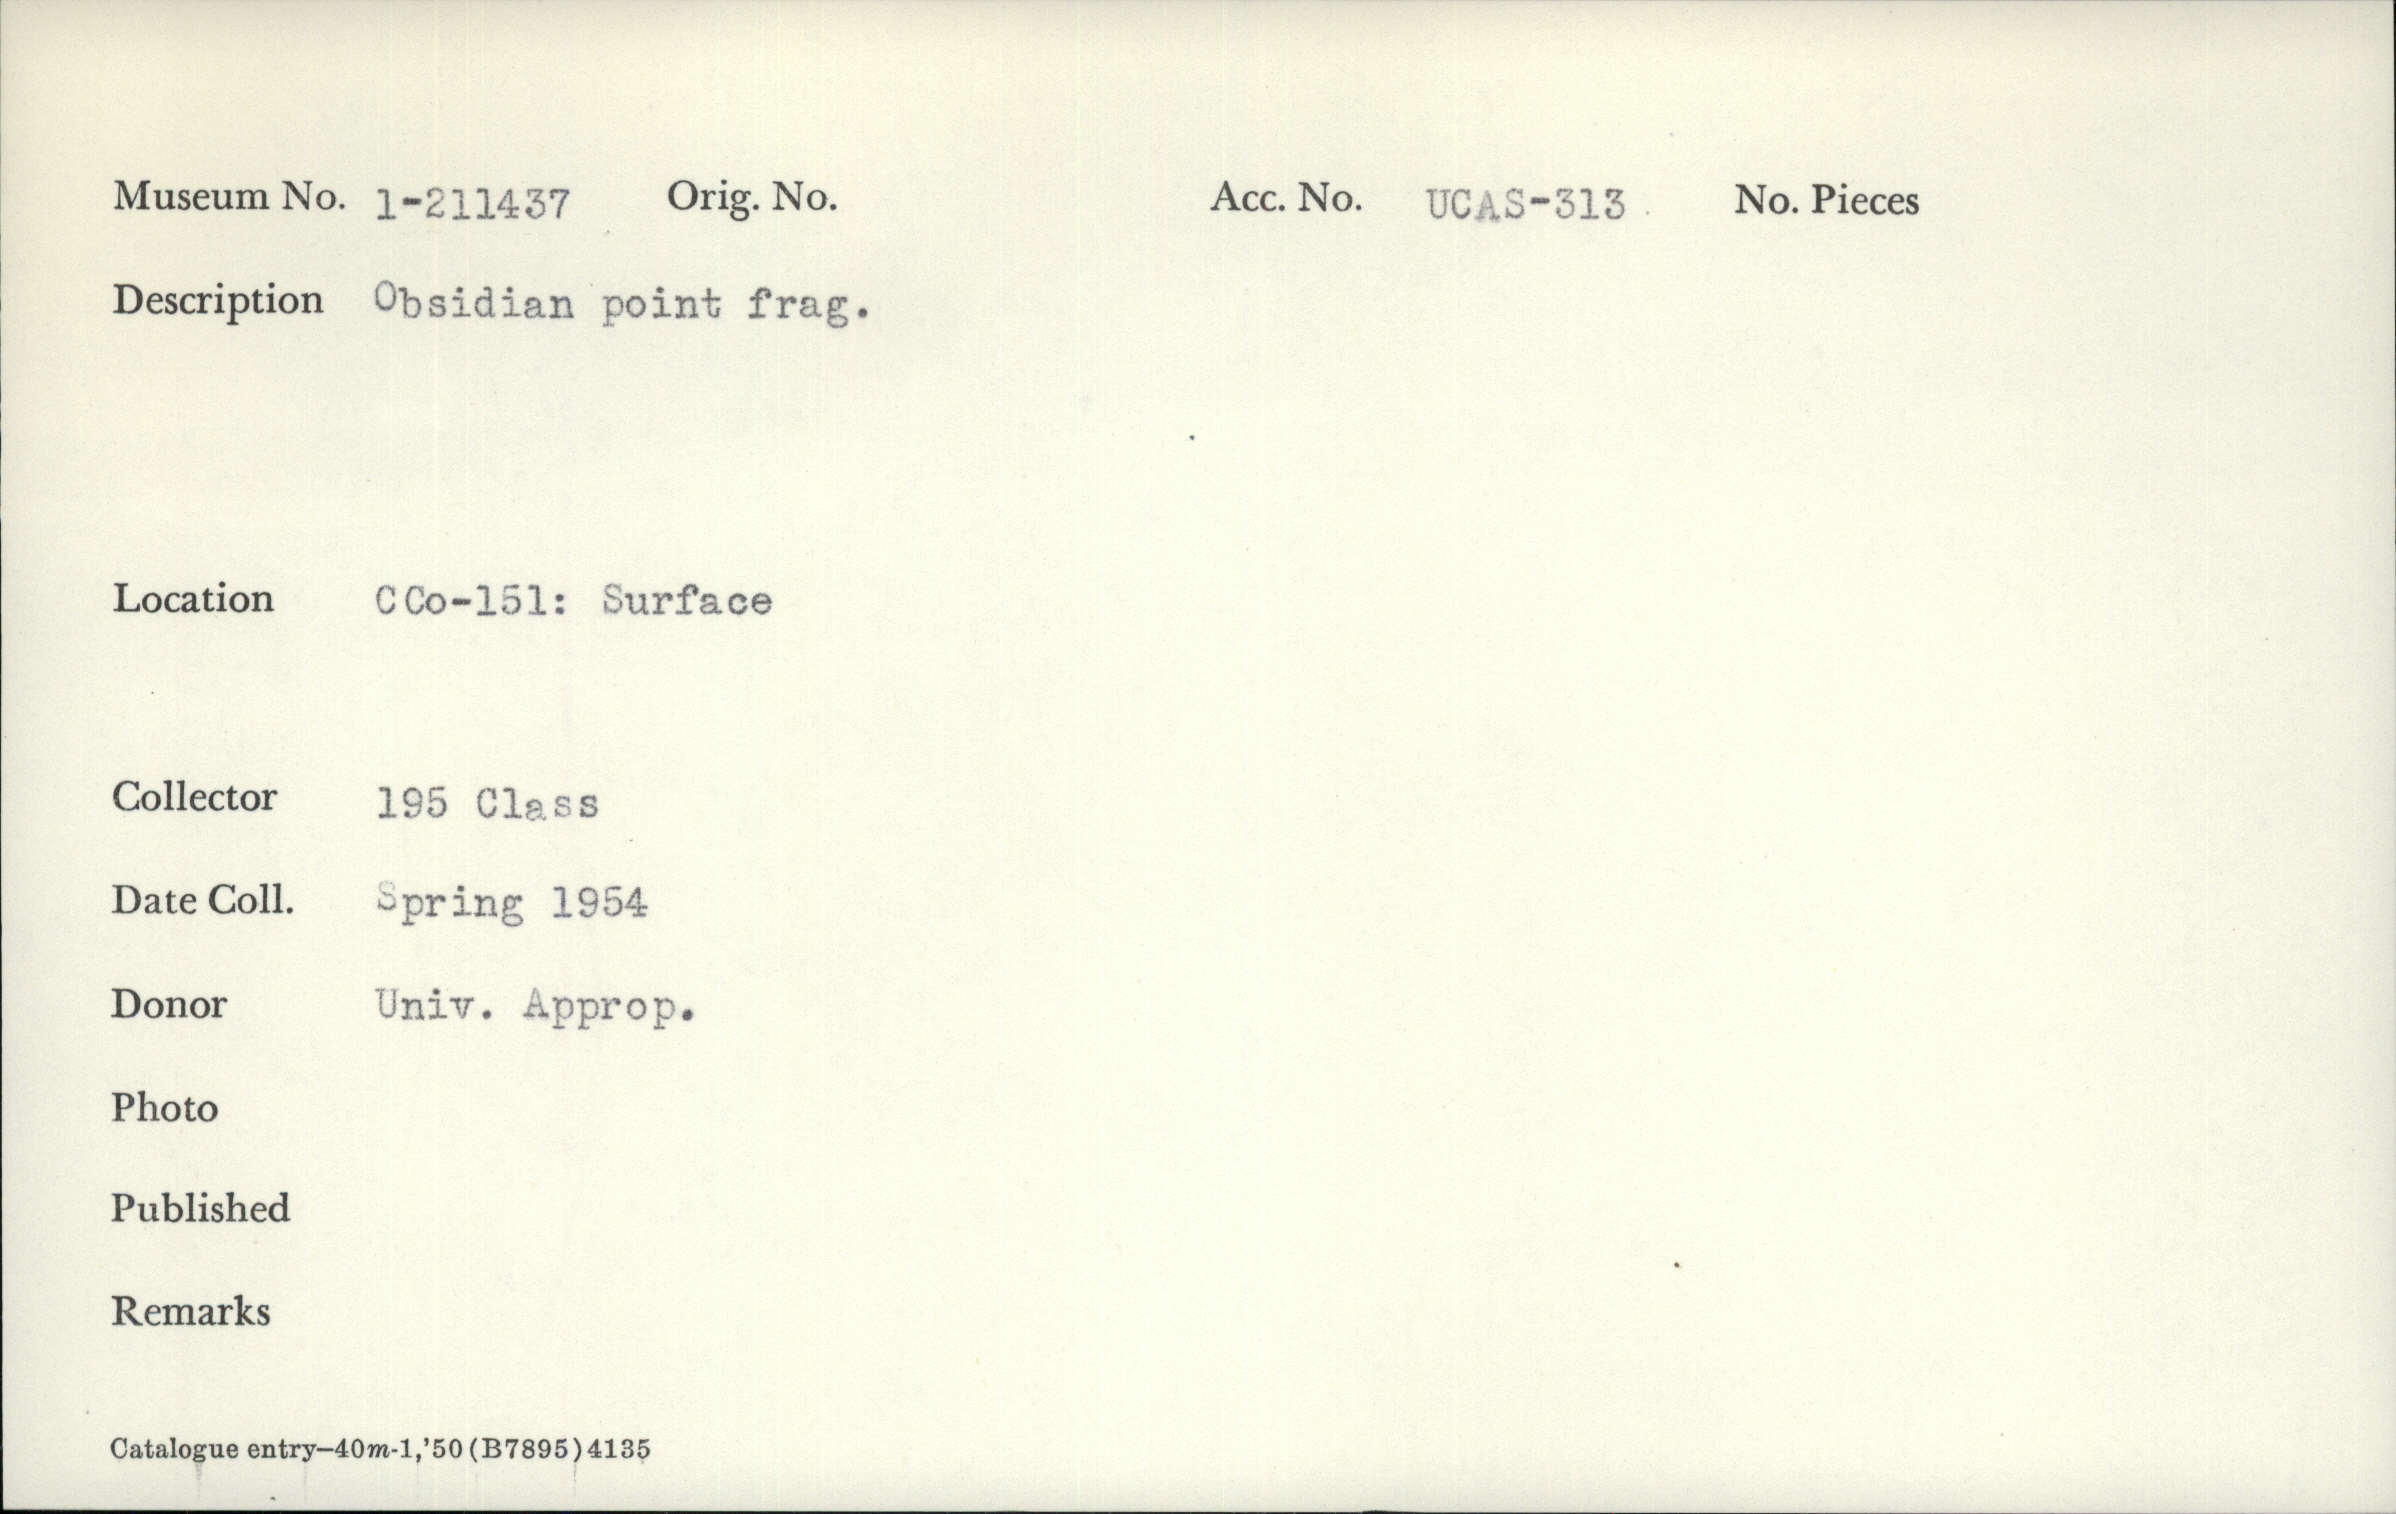 Museum No. 1-211437 Orig. No. Acc. No. UCAS-313 No. Pieces
Description Obsidian point frag.
Location CCo-151: Surface
Collector 195 Class
Date Coll. Spring 1954
Donor Univ. Approp.
Photo
Published
Remarks
Catalogue entry—40m-1,'50(B7895)4135